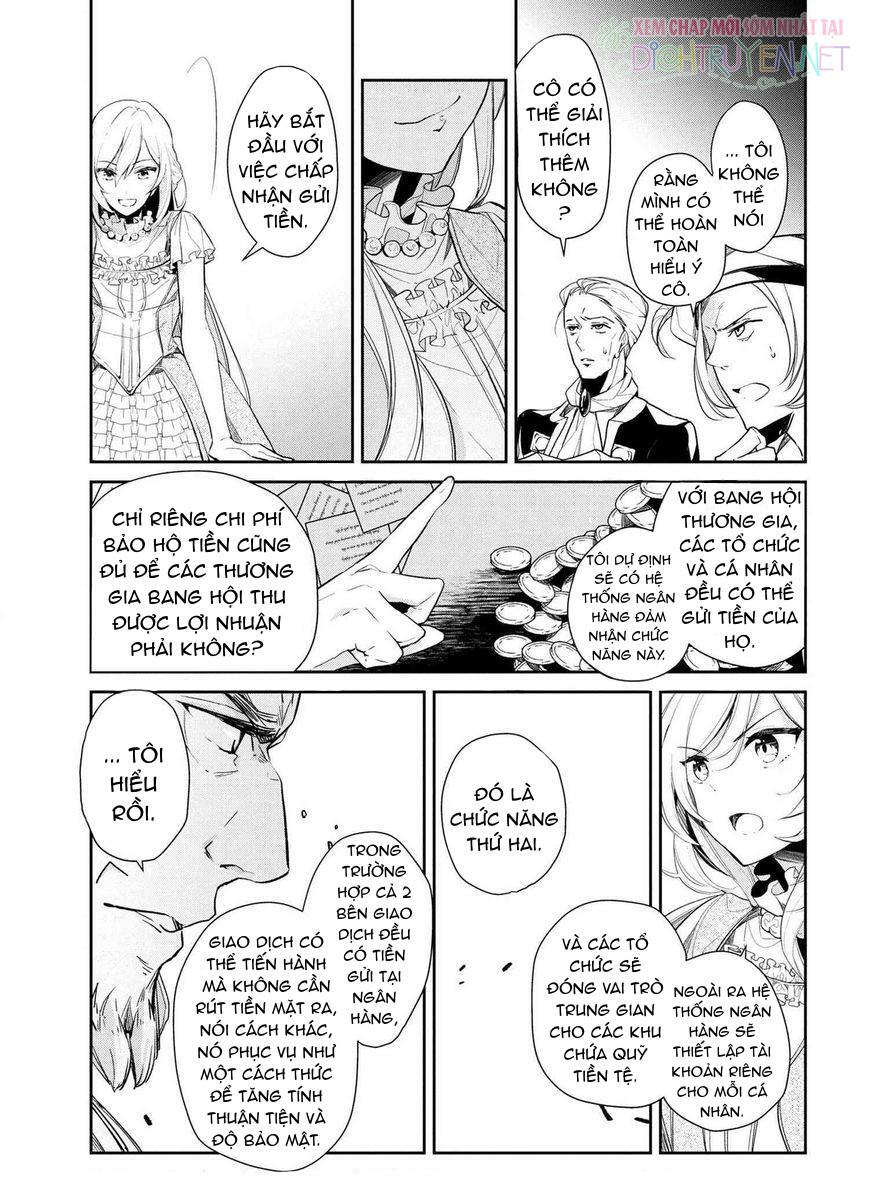 XEM CHAP MỚI SỚM NHẤT TẠI
DICHTRUYEN.NET
... TÔI
KHÔNG
THỂ
NÓI
RẰNG
MÌNH CÓ
THỂ HOÀN
TOÀN
HIỂU Ý
CÔ.
CÔ CÓ
THỂ GIẢI
THÍCH
THÊM
KHÔNG
?
HÃY BẮT
ĐẦU VỚI
VIỆC CHẤP
NHẬN GỬI
TIỀN.
VỚI BANG HỘI
THƯƠNG GIA,
CÁC TỔ CHỨC
VÀ CÁ NHÂN
ĐỀU CÓ THỂ
GỬI TIỀN CỦA
HỌ.
TÔI DỰ ĐỊNH
SẼ CÓ HỆ
THỐNG NGÂN
HÀNG ĐẢM
NHẬN CHỨC
NĂNG NÀY.
CHỈ RIÊNG CHI PHÍ
BẢO HỘ TIỀN CŨNG
ĐỦ ĐỂ CÁC THƯƠNG
GIA BANG HỘI THU
ĐƯỢC LỢI NHUẬN
PHẢI KHÔNG?
NGOÀI RA HỆ
THỐNG NGÂN
HÀNG SẼ
THIẾT LẬP TÀI
KHOẢN RIÊNG
CHO MỖI CÁ
NHÂN.
VÀ CÁC TỔ
CHỨC SẼ
ĐÓNG VAI TRÒ
TRUNG GIAN
CHO CÁC KHU
CHỨA QUỸ
TIỀN TỆ.
ĐÓ LÀ
CHỨC NĂNG
THỨ HAI.
TRONG
TRƯỜNG
HỢP CẢ 2
BÊN GIAO
DỊCH ĐỀU
CÓ TIỀN
GỬI TẠI
NGÂN
HÀNG,
GIAO DỊCH CÓ
THỂ TIẾN HÀNH
MÀ KHÔNG CẦN
RÚT TIỀN MẶT RA,
NÓI CÁCH KHÁC,
NÓ PHỤC VỤ NHƯ
MỘT CÁCH THỨC
ĐỂ TĂNG TÍNH
THUẬN TIỆN VÀ
ĐỘ BẢO MẬT.
... TÔI
HIỂU
RỒI.